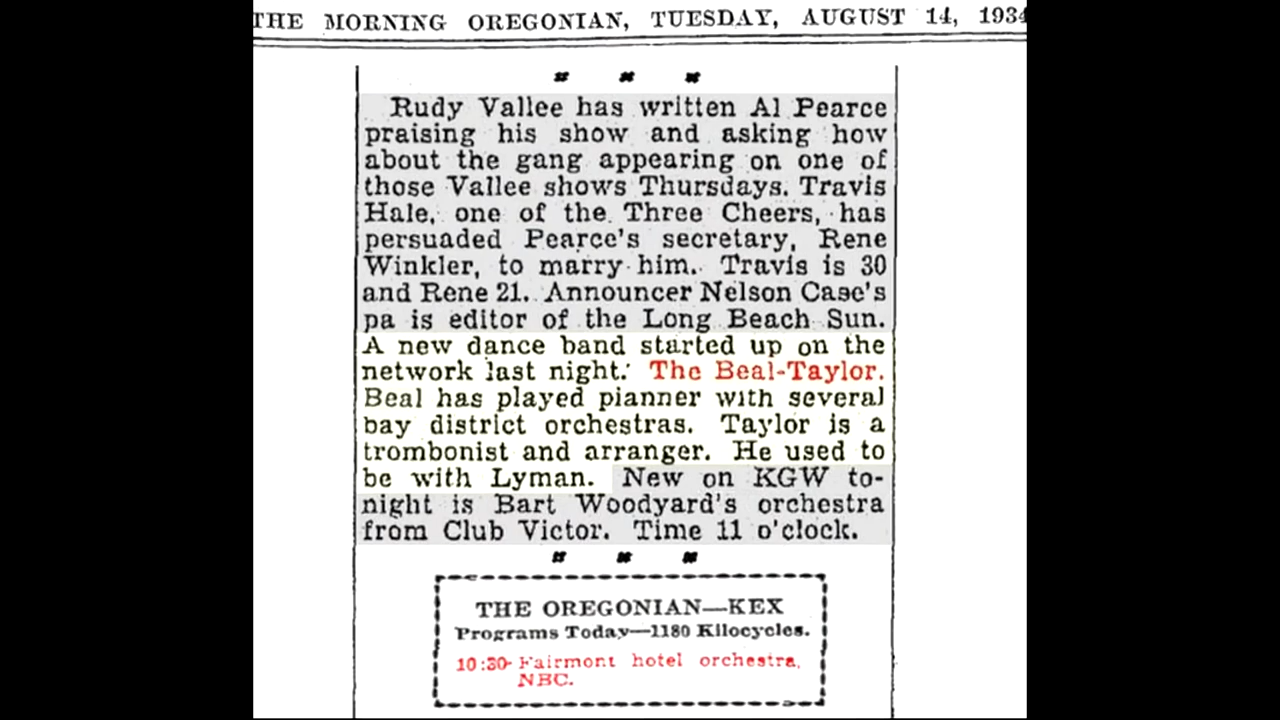 THE MORNING OREGONIAN, TUESDAY, AUGUST 14, 1934
Rudy Vallee has written Al Pearce
praising his show and asking how
about the gang appearing on one of
those Vallee shows Thursdays. Travis
Hale, one of the Three Cheers, has
persuaded Pearce's secretary, Rene
Winkler, to marry him. Travis is 30
and Rene 21. Announcer Nelson Case's
pa is editor of the Long Beach Sun.
A new dance band started up on the
network last night. The Beal-Taylor.
Beal has played pianner with several
bay district orchestras. Taylor is a
trombonist and arranger. He used to
be with Lyman. New on KGW to-
night is Bart Woodyard's orchestra
from Club Victor. Time 11 o'clock.
THE OREGONIAN—KEX
Programs Today—1180 Kilocycles.
10:30- Fairmont hotel orchestra,
NBC.